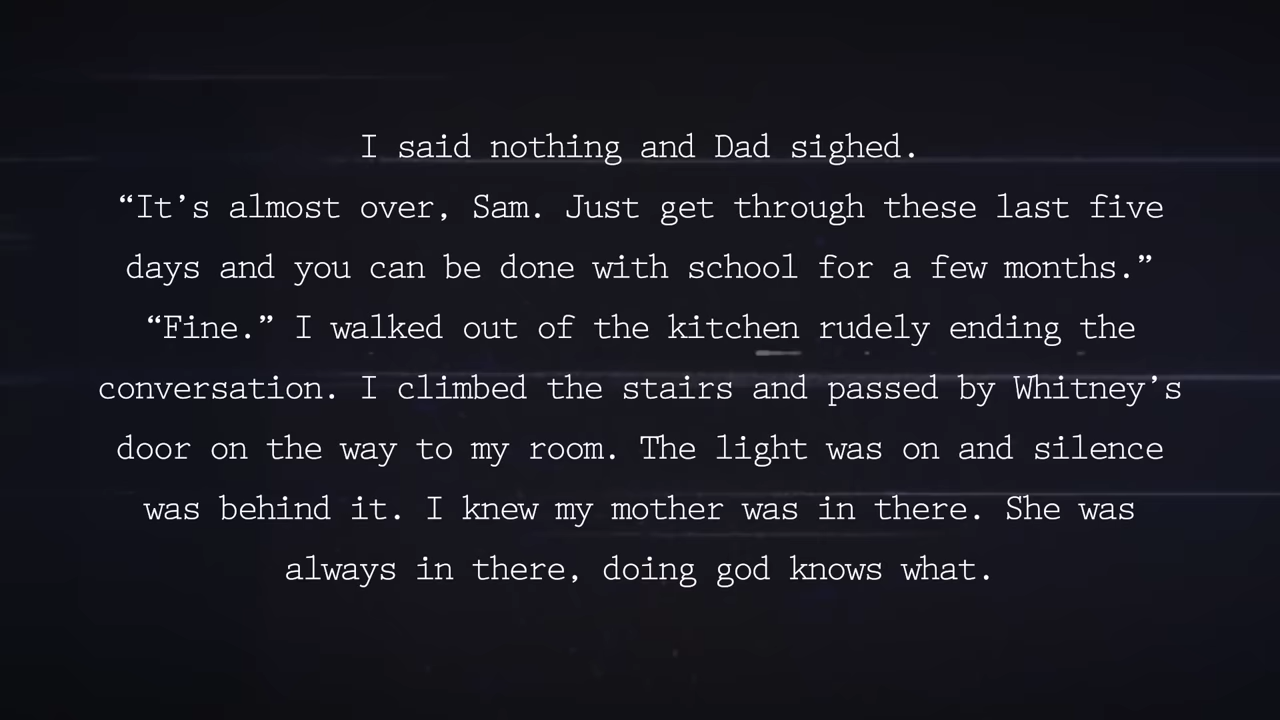 I said nothing and Dad sighed.
“It’s almost over, Sam. Just get through these last five
days and you can be done with school for a few months.”
“Fine.” I walked out of the kitchen rudely ending the
conversation. I climbed the stairs and passed by Whitney’s
door on the way to my room. The light was on and silence
was behind it. I knew my mother was in there. She was
always in there, doing god knows what.